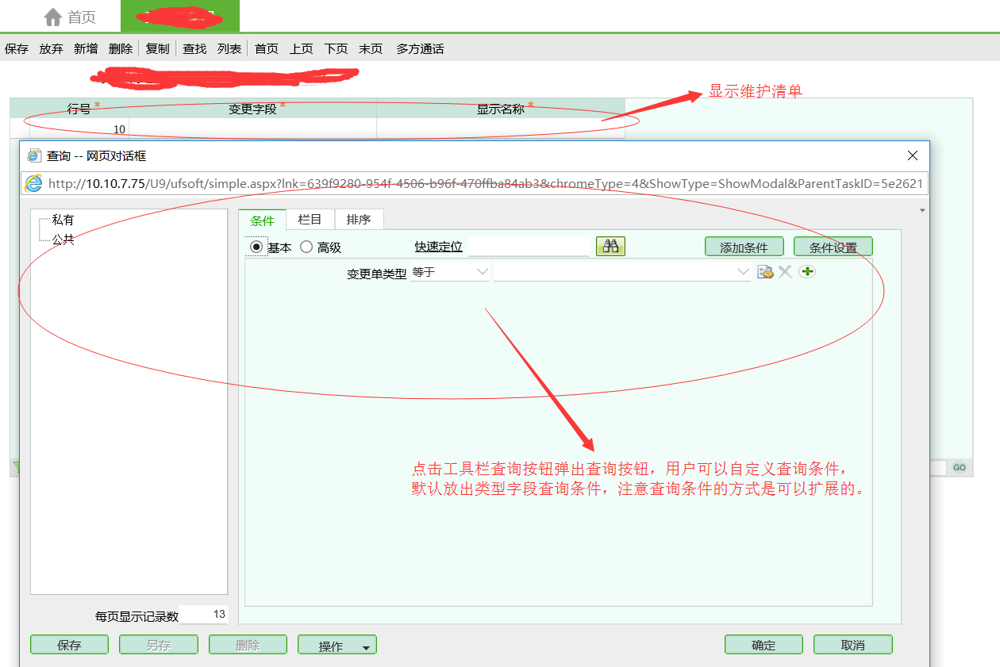 首页
保存 放弃 新增 删除 复制 查找 列表 首页 上页 下页 末页 多方通话
显示维护清单
行号* 变更字段* 显示名称*
10
查询 -- 网页对话框
http://10.10.7.75/U9/ufsoft/simple.aspx?lnk=639f9280-954f-4506-b96f-470ffba84ab3&chromeType=4&ShowType=ShowModal&ParentTaskID=5e2621
私有
公共
条件 栏目 排序
基本 高级 快速定位 添加条件 条件设置
变更单类型 等于
点击工具栏查询按钮弹出查询按钮，用户可以自定义查询条件，
默认放出类型字段查询条件，注意查询条件的方式是可以扩展的。
GO
每页显示记录数 13
保存 另存 删除 操作 确定 取消